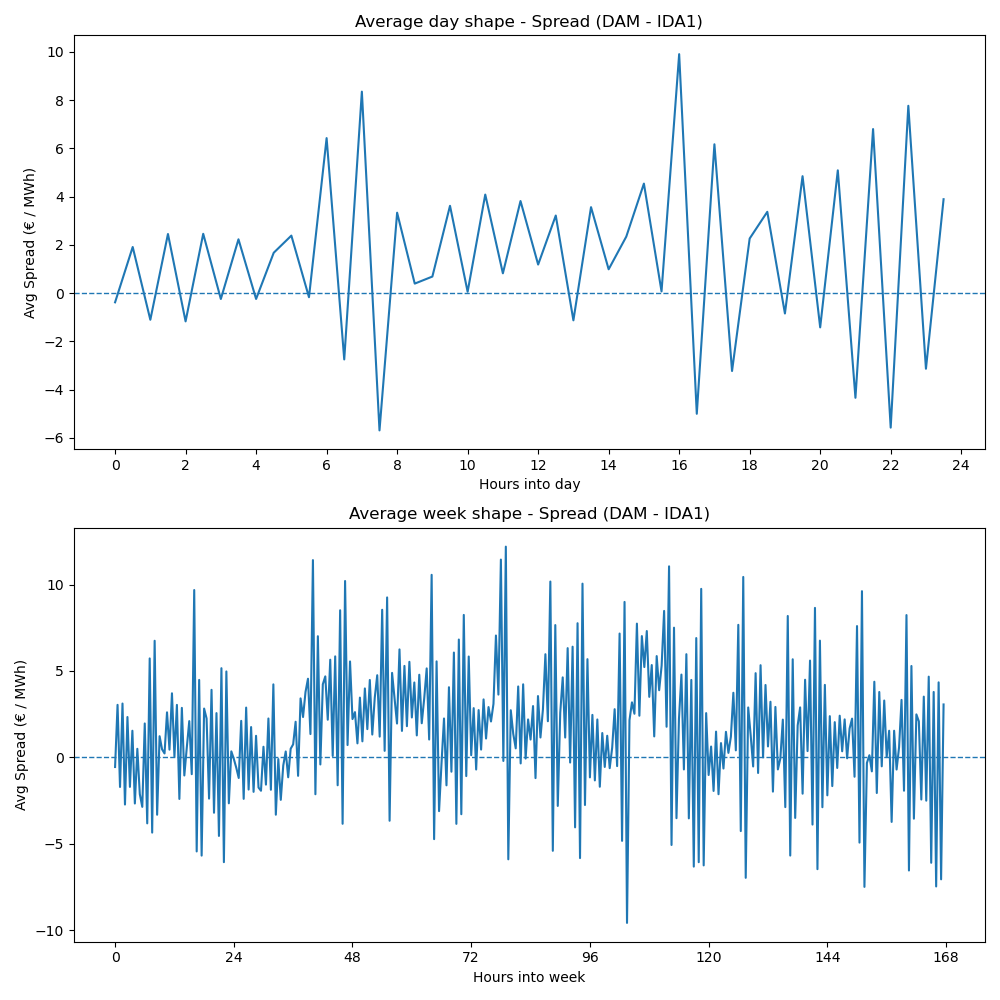 Average day shape - Spread (DAM - IDA1)
Avg Spread (€ / MWh)
10
8
6
4
2
0
−2
−4
−6
0 2 4 6 8 10 12 14 16 18 20 22 24
Hours into day
Average week shape - Spread (DAM - IDA1)
Avg Spread (€ / MWh)
10
5
0
−5
−10
0 24 48 72 96 120 144 168
Hours into week